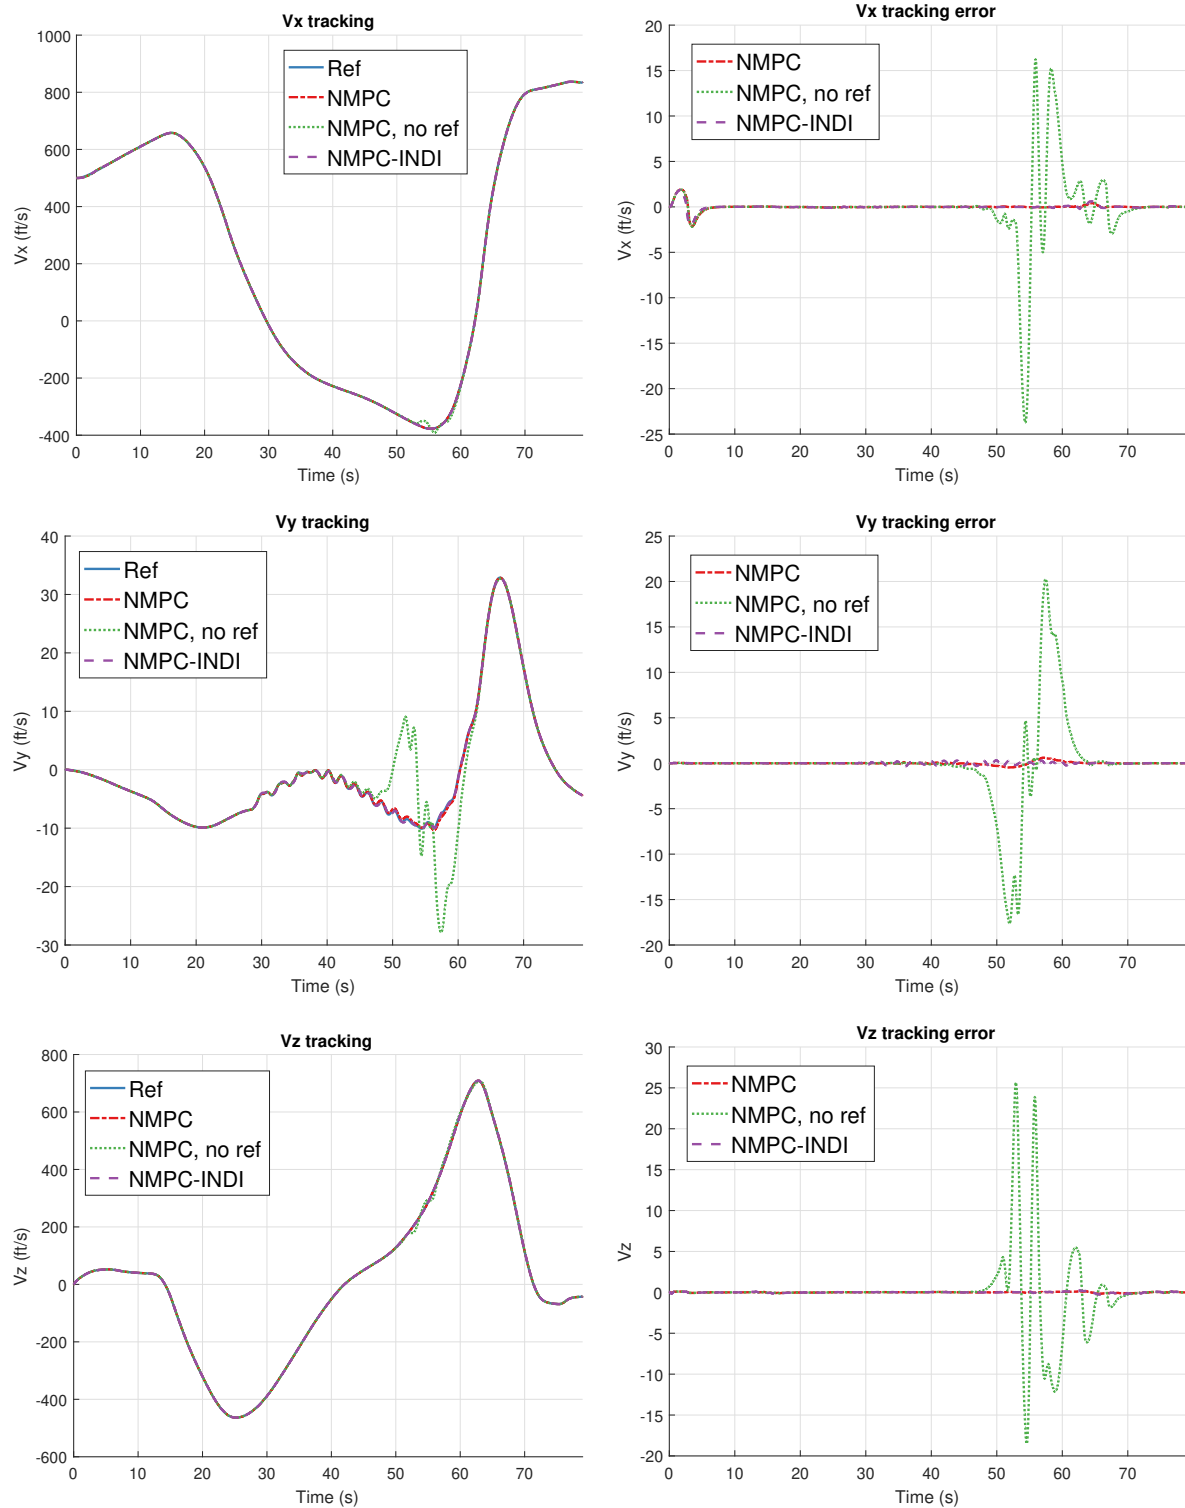 Vx tracking
1000
800
600
400
200
0
-200
-400
Vx (ft/s)
0 10 20 30 40 50 60 70
Time (s)
Ref
NMPC
NMPC, no ref
NMPC-INDI
Vx tracking error
20
15
10
5
0
-5
-10
-15
-20
-25
Vx (ft/s)
0 10 20 30 40 50 60 70
Time (s)
NMPC
NMPC, no ref
NMPC-INDI
Vy tracking
40
30
20
10
0
-10
-20
-30
Vy (ft/s)
0 10 20 30 40 50 60 70
Time (s)
Ref
NMPC
NMPC, no ref
NMPC-INDI
Vy tracking error
25
20
15
10
5
0
-5
-10
-15
-20
Vy (ft/s)
0 10 20 30 40 50 60 70
Time (s)
NMPC
NMPC, no ref
NMPC-INDI
Vz tracking
800
600
400
200
0
-200
-400
-600
Vz (ft/s)
0 10 20 30 40 50 60 70
Time (s)
Ref
NMPC
NMPC, no ref
NMPC-INDI
Vz tracking error
30
25
20
15
10
5
0
-5
-10
-15
-20
Vz
0 10 20 30 40 50 60 70
Time (s)
NMPC
NMPC, no ref
NMPC-INDI